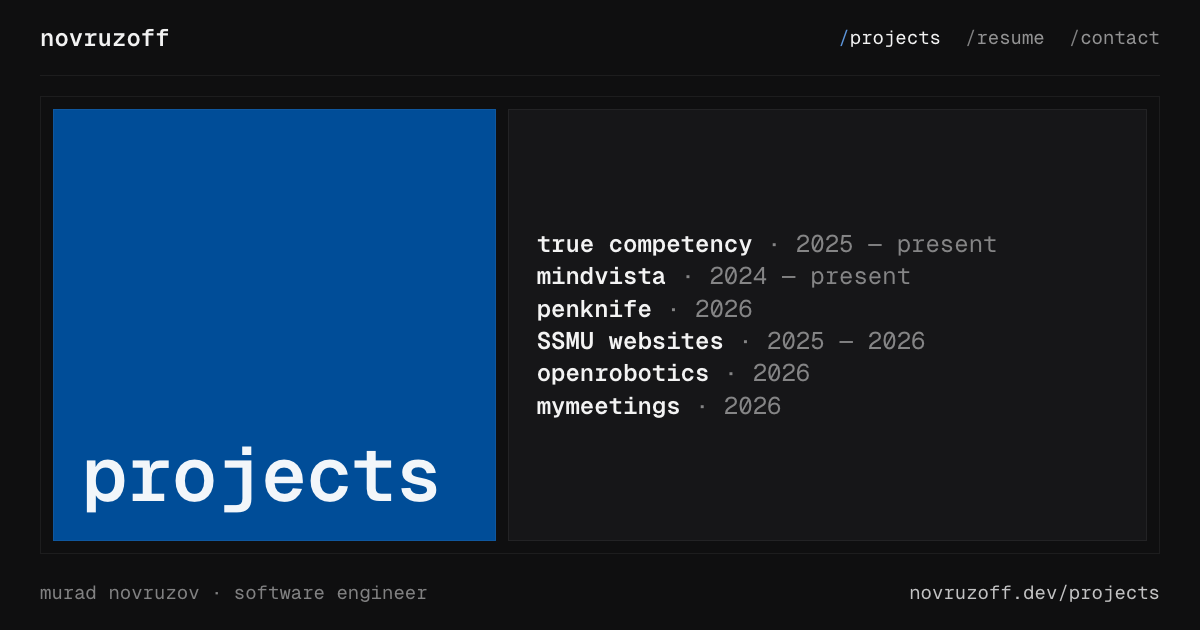 novruzoff
/projects /resume /contact
projects
true competency · 2025 — present
mindvista · 2024 — present
penknife · 2026
SSMU websites · 2025 — 2026
openrobotics · 2026
mymeetings · 2026
murad novruzov · software engineer
novruzoff.dev/projects